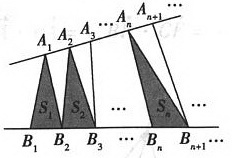 A₁ A₂ A₃ ... Aₙ Aₙ₊₁ ...
S₁ S₂ ... Sₙ ...
B₁ B₂ B₃ ... Bₙ Bₙ₊₁ ...